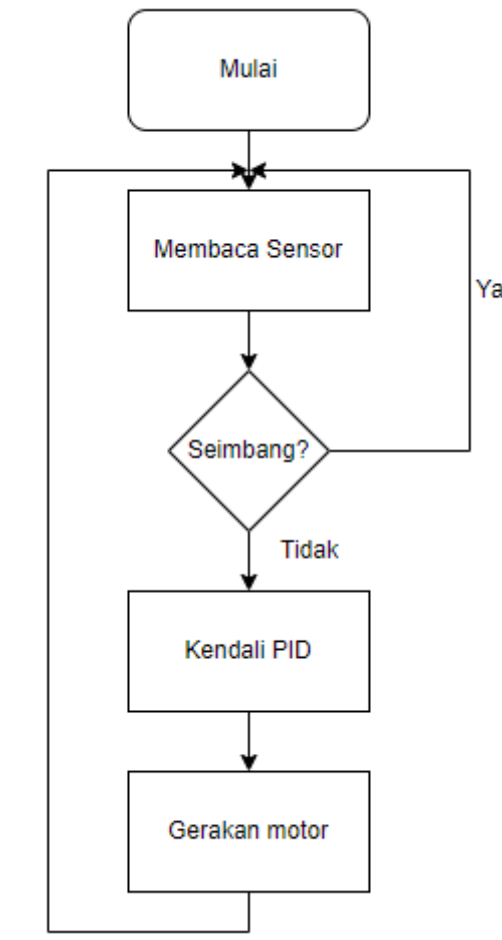 Mulai
Membaca Sensor
Ya
Seimbang?
Tidak
Kendali PID
Gerakan motor